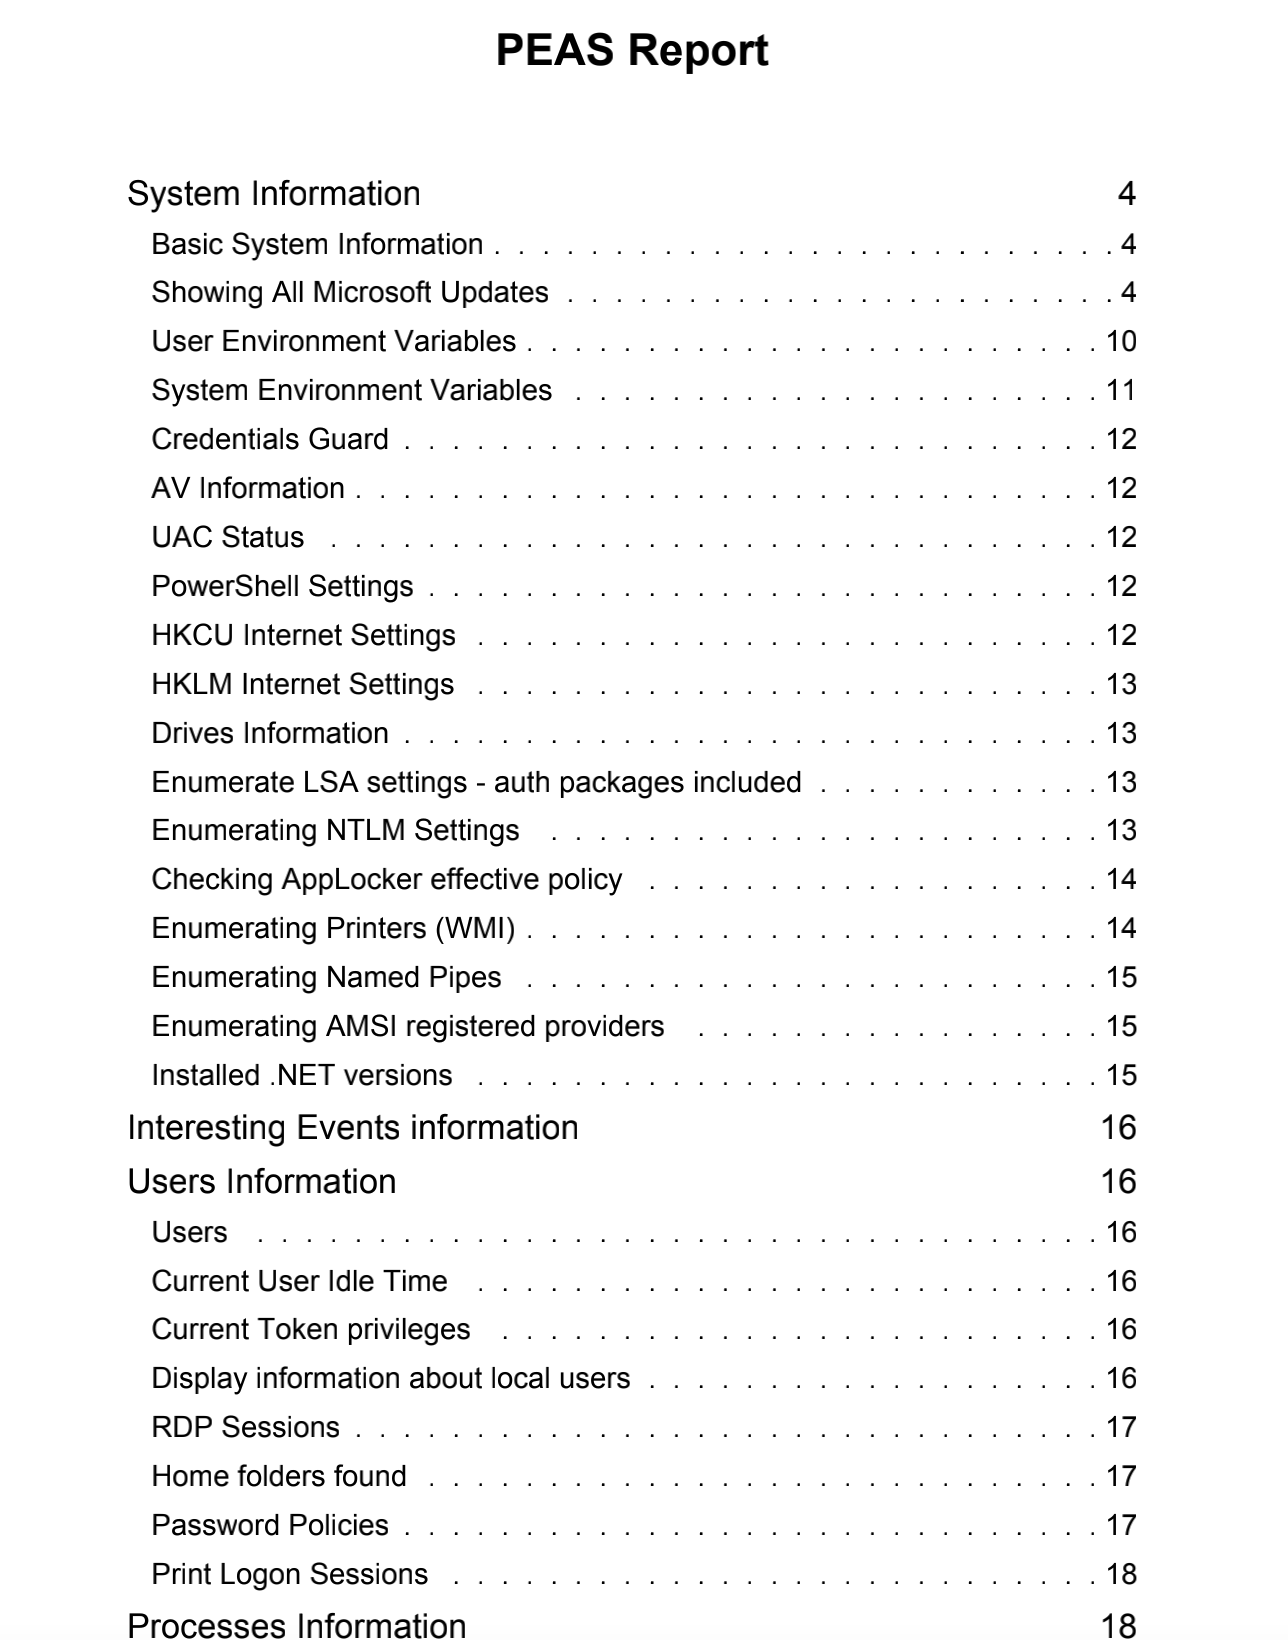 PEAS Report
System Information 4
Basic System Information . . . . . . . . . . . . . . . . . . . . . . . . . . 4
Showing All Microsoft Updates . . . . . . . . . . . . . . . . . . . . . . . 4
User Environment Variables . . . . . . . . . . . . . . . . . . . . . . . . 10
System Environment Variables . . . . . . . . . . . . . . . . . . . . . . 11
Credentials Guard . . . . . . . . . . . . . . . . . . . . . . . . . . . . . 12
AV Information . . . . . . . . . . . . . . . . . . . . . . . . . . . . . . . 12
UAC Status . . . . . . . . . . . . . . . . . . . . . . . . . . . . . . . . 12
PowerShell Settings . . . . . . . . . . . . . . . . . . . . . . . . . . . . 12
HKCU Internet Settings . . . . . . . . . . . . . . . . . . . . . . . . . . 12
HKLM Internet Settings . . . . . . . . . . . . . . . . . . . . . . . . . . 13
Drives Information . . . . . . . . . . . . . . . . . . . . . . . . . . . . . 13
Enumerate LSA settings - auth packages included . . . . . . . . . . . . 13
Enumerating NTLM Settings . . . . . . . . . . . . . . . . . . . . . . . 13
Checking AppLocker effective policy . . . . . . . . . . . . . . . . . . . 14
Enumerating Printers (WMI) . . . . . . . . . . . . . . . . . . . . . . . . 14
Enumerating Named Pipes . . . . . . . . . . . . . . . . . . . . . . . . 15
Enumerating AMSI registered providers . . . . . . . . . . . . . . . . . 15
Installed .NET versions . . . . . . . . . . . . . . . . . . . . . . . . . . 15
Interesting Events information 16
Users Information 16
Users . . . . . . . . . . . . . . . . . . . . . . . . . . . . . . . . . . . 16
Current User Idle Time . . . . . . . . . . . . . . . . . . . . . . . . . . 16
Current Token privileges . . . . . . . . . . . . . . . . . . . . . . . . . 16
Display information about local users . . . . . . . . . . . . . . . . . . . 16
RDP Sessions . . . . . . . . . . . . . . . . . . . . . . . . . . . . . . . 17
Home folders found . . . . . . . . . . . . . . . . . . . . . . . . . . . . 17
Password Policies . . . . . . . . . . . . . . . . . . . . . . . . . . . . . 17
Print Logon Sessions . . . . . . . . . . . . . . . . . . . . . . . . . . . 18
Processes Information 18